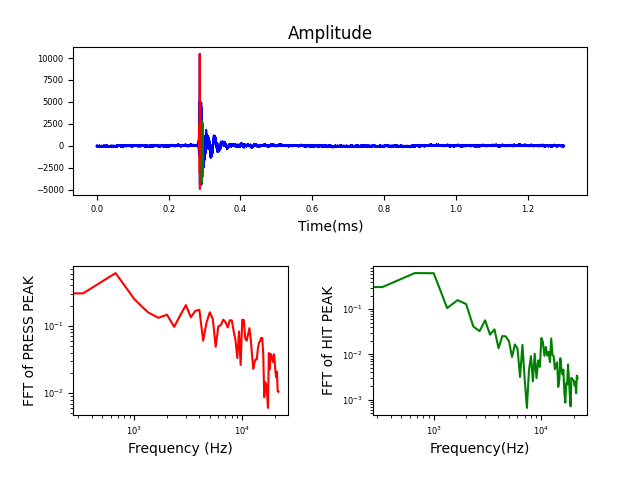 Amplitude
10000
7500
5000
2500
0
−2500
−5000
0.0 0.2 0.4 0.6 0.8 1.0 1.2
Time(ms)
FFT of PRESS PEAK
10⁻¹
10⁻²
10³ 10⁴
Frequency (Hz)
FFT of HIT PEAK
10⁻¹
10⁻²
10⁻³
10³ 10⁴
Frequency(Hz)